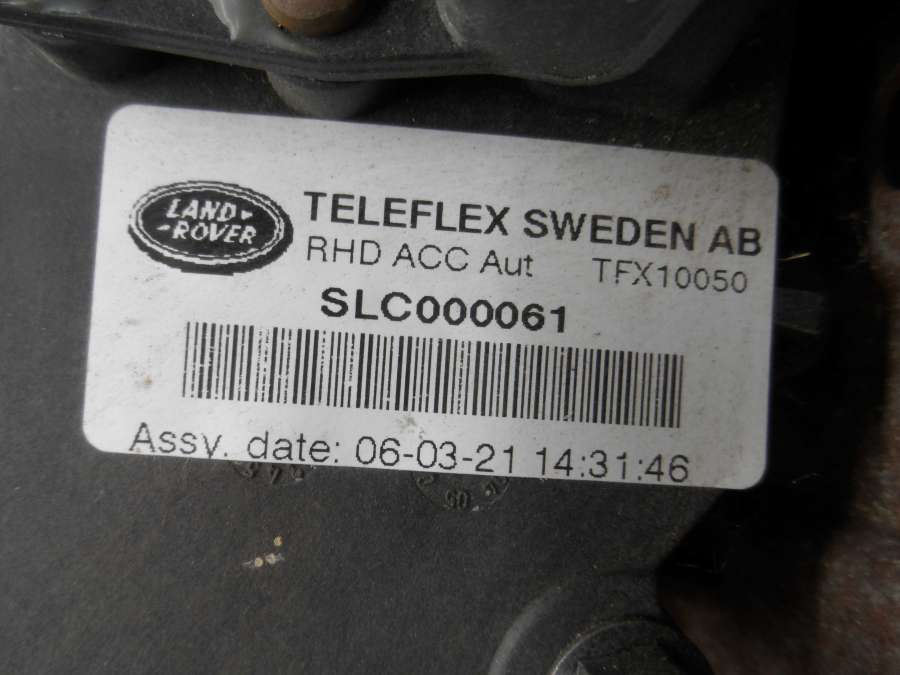 LAND
-ROVER
TELEFLEX SWEDEN AB
RHD ACC Aut TFX10050
SLC000061
Assy. date: 06-03-21 14:31:46